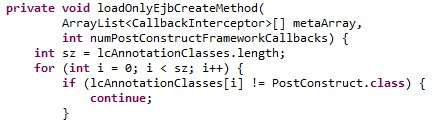 private void loadOnlyEjbCreateMethod(
        ArrayList<CallbackInterceptor>[] metaArray,
        int numPostConstructFrameworkCallbacks) {
    int sz = lcAnnotationClasses.length;
    for (int i = 0; i < sz; i++) {
        if (lcAnnotationClasses[i] != PostConstruct.class) {
            continue;
        }